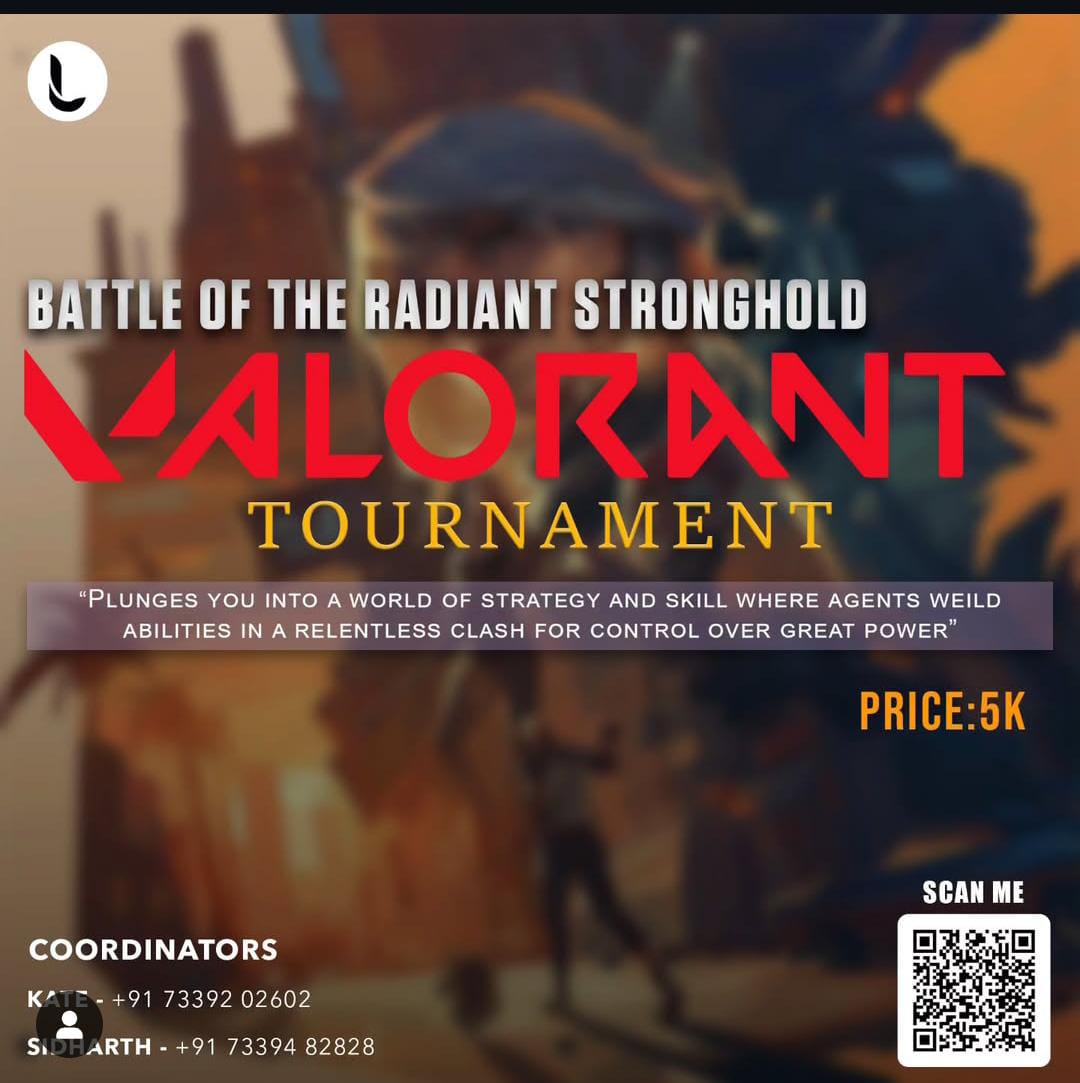 BATTLE OF THE RADIANT STRONGHOLD
VALORANT
TOURNAMENT
“PLUNGES YOU INTO A WORLD OF STRATEGY AND SKILL WHERE AGENTS WEILD
ABILITIES IN A RELENTLESS CLASH FOR CONTROL OVER GREAT POWER”
PRICE:5K
SCAN ME
COORDINATORS
KATE - +91 73392 02602
SIDHARTH - +91 73394 82828